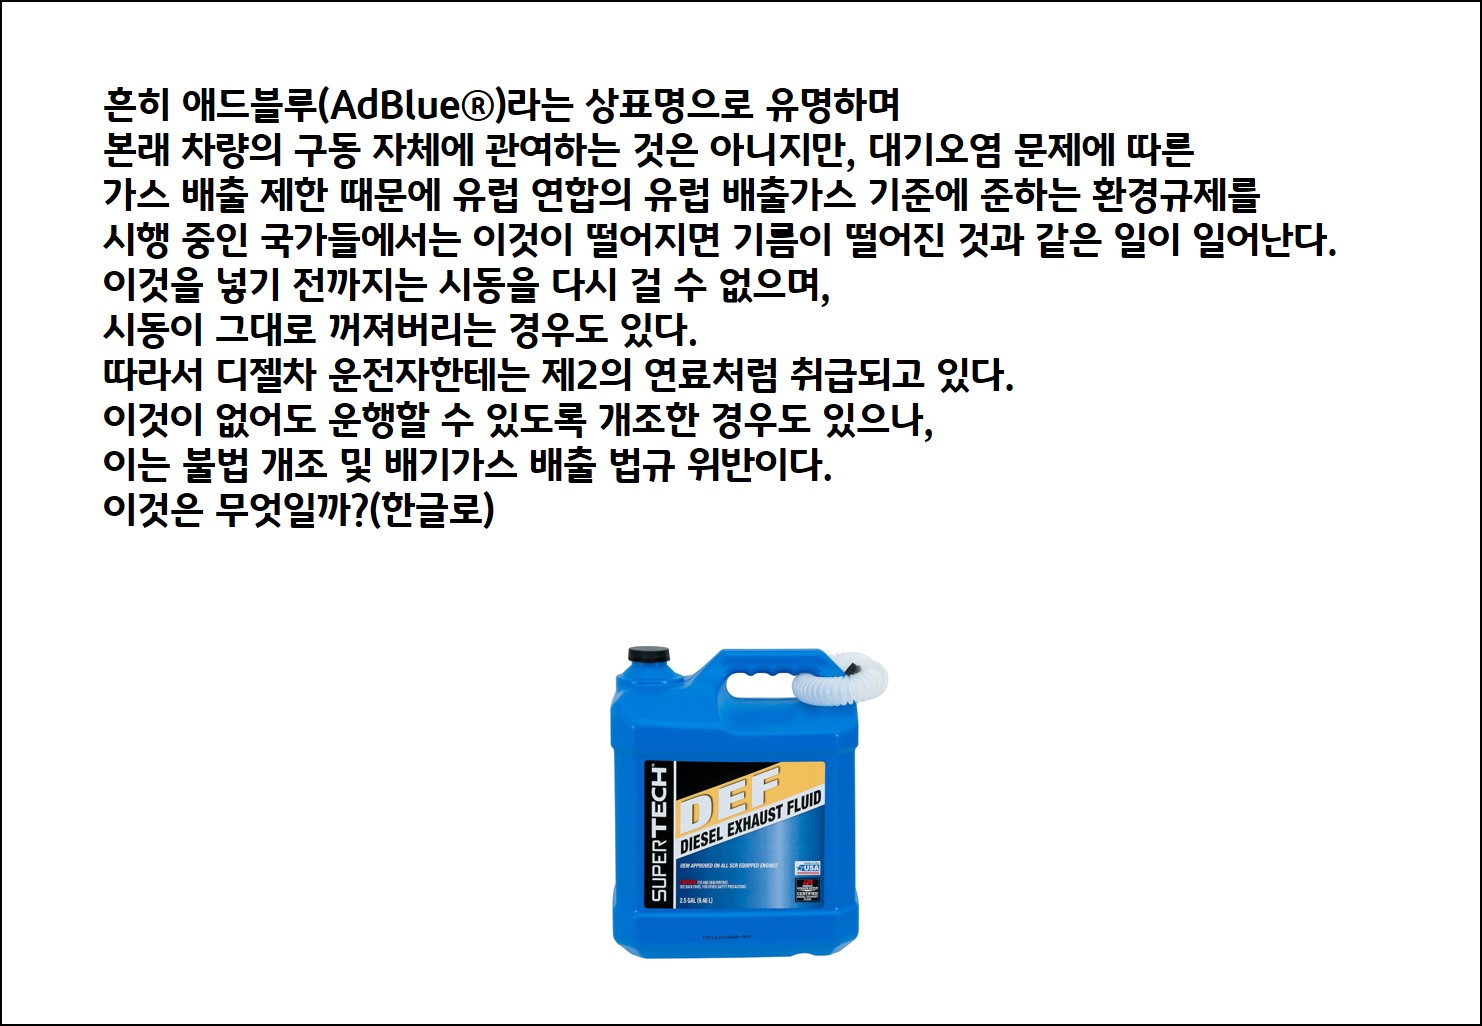 흔히 애드블루(AdBlue®)라는 상표명으로 유명하며
본래 차량의 구동 자체에 관여하는 것은 아니지만, 대기오염 문제에 따른
가스 배출 제한 때문에 유럽 연합의 유럽 배출가스 기준에 준하는 환경규제를
시행 중인 국가들에서는 이것이 떨어지면 기름이 떨어진 것과 같은 일이 일어난다.
이것을 넣기 전까지는 시동을 다시 걸 수 없으며,
시동이 그대로 꺼져버리는 경우도 있다.
따라서 디젤차 운전자한테는 제2의 연료처럼 취급되고 있다.
이것이 없어도 운행할 수 있도록 개조한 경우도 있으나,
이는 불법 개조 및 배기가스 배출 법규 위반이다.
이것은 무엇일까?(한글로)
SUPERTECH
DEF
DIESEL EXHAUST FLUID
OEM APPROVED ON ALL SCR EQUIPPED ENGINES
USA
SEE BACK PANEL FOR OTHER SAFETY PRECAUTIONS
CERTIFIED
2.5 GAL (9.46 L)